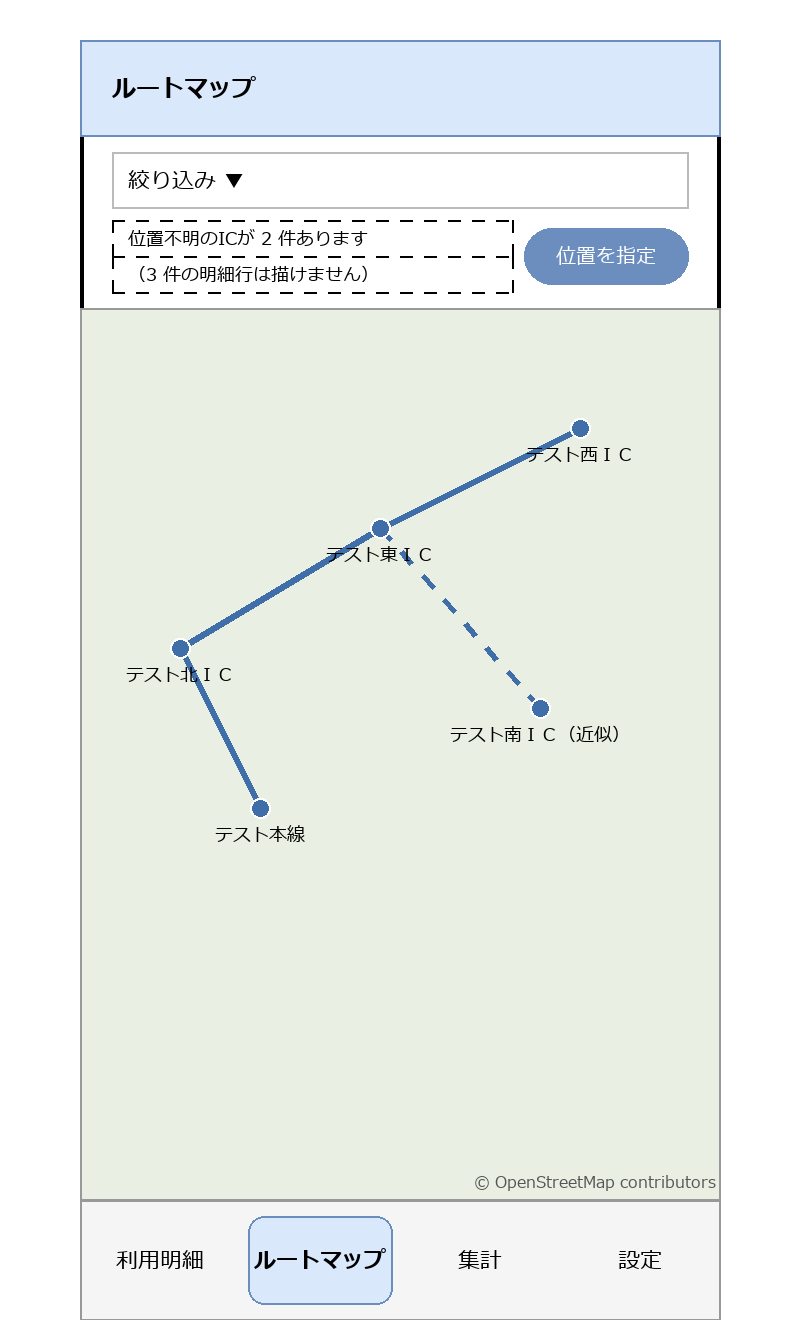 ルートマップ
絞り込み ▼
位置不明のICが 2 件あります
（3 件の明細行は描けません）
位置を指定
テスト西ＩＣ
テスト東ＩＣ
テスト北ＩＣ
テスト南ＩＣ（近似）
テスト本線
© OpenStreetMap contributors
利用明細
ルートマップ
集計
設定